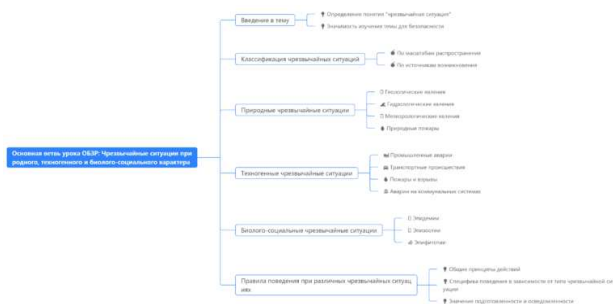 Введение в тему
Определение понятия "чрезвычайная ситуация"
Значимость изучения темы для безопасности
Классификация чрезвычайных ситуаций
По масштабам распространения
По источникам возникновения
Природные чрезвычайные ситуации
Геологические явления
Гидрологические явления
Метеорологические явления
Природные пожары
Основная ветвь урока ОБЗР: Чрезвычайные ситуации при
родного, техногенного и биолого-социального характера
Техногенные чрезвычайные ситуации
Промышленные аварии
Транспортные происшествия
Пожары и взрывы
Аварии на коммунальных системах
Биолого-социальные чрезвычайные ситуации
Эпидемии
Эпизоотии
Эпифитотии
Правила поведения при различных чрезвычайных ситуац
иях
Общие принципы действий
Специфика поведения в зависимости от типа чрезвычайной си
туации
Значение подготовленности и осведомленности